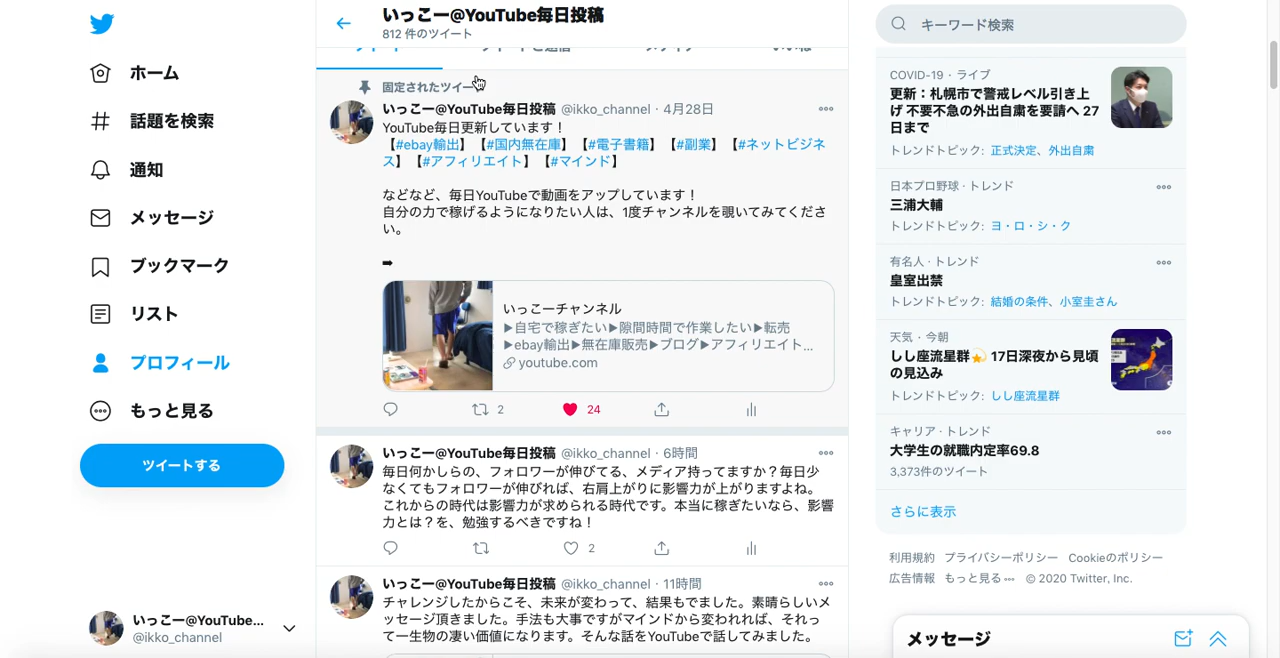 ホーム
話題を検索
通知
メッセージ
ブックマーク
リスト
プロフィール
もっと見る
ツイートする
いっこー@YouTube...
@ikko_channel
いっこー@YouTube毎日投稿
812 件のツイート
固定されたツイー
いっこー@YouTube毎日投稿 @ikko_channel · 4月28日
YouTube毎日更新しています！
【#ebay輸出】【#国内無在庫】【#電子書籍】【#副業】【#ネットビジネ
ス】【#アフィリエイト】【#マインド】
などなど、毎日YouTubeで動画をアップしています！
自分の力で稼げるようになりたい人は、1度チャンネルを覗いてみてくださ
い。
➡
いっこーチャンネル
▶自宅で稼ぎたい▶隙間時間で作業したい▶転売
▶ebay輸出▶無在庫販売▶ブログ▶アフィリエイト...
youtube.com
2 24
いっこー@YouTube毎日投稿 @ikko_channel · 6時間
毎日何かしらの、フォロワーが伸びてる、メディア持ってますか？毎日少
なくてもフォロワーが伸びれば、右肩上がりに影響力が上がりますよね。
これからの時代は影響力が求められる時代です。本当に稼ぎたいなら、影響
力とは？を、勉強するべきですね！
2
いっこー@YouTube毎日投稿 @ikko_channel · 11時間
チャレンジしたからこそ、未来が変わって、結果もでました。素晴らしいメ
ッセージ頂きました。手法も大事ですがマインドから変われれば、それっ
て一生物の凄い価値になります。そんな話をYouTubeで話してみました。
キーワード検索
COVID-19 · ライブ
更新：札幌市で警戒レベル引き上
げ 不要不急の外出自粛を要請へ 27
日まで
トレンドトピック: 正式決定、外出自粛
日本プロ野球 · トレンド
三浦大輔
トレンドトピック: ヨ・ロ・シ・ク
有名人 · トレンド
皇室出禁
トレンドトピック: 結婚の条件、小室圭さん
天気 · 今朝
しし座流星群💫 17日深夜から見頃
の見込み
トレンドトピック: しし座流星群
キャリア · トレンド
大学生の就職内定率69.8
3,373件のツイート
さらに表示
利用規約 プライバシーポリシー Cookieのポリシー
広告情報 もっと見る ··· © 2020 Twitter, Inc.
メッセージ